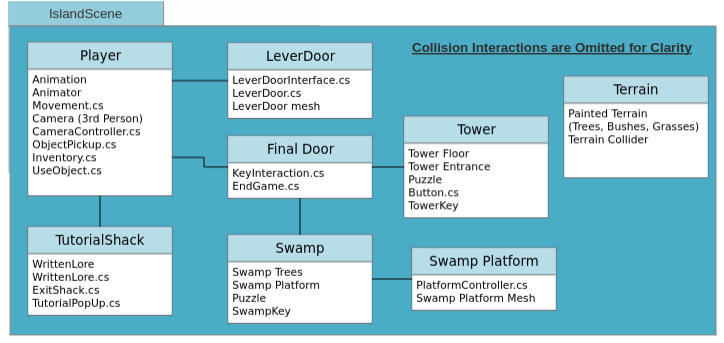 IslandScene
Collision Interactions are Omitted for Clarity
Player
Animation
Animator
Movement.cs
Camera (3rd Person)
CameraController.cs
ObjectPickup.cs
Inventory.cs
UseObject.cs
LeverDoor
LeverDoorInterface.cs
LeverDoor.cs
LeverDoor mesh
Terrain
Painted Terrain
(Trees, Bushes, Grasses)
Terrain Collider
Final Door
KeyInteraction.cs
EndGame.cs
Tower
Tower Floor
Tower Entrance
Puzzle
Button.cs
TowerKey
TutorialShack
WrittenLore
WrittenLore.cs
ExitShack.cs
TutorialPopUp.cs
Swamp
Swamp Trees
Swamp Platform
Puzzle
SwampKey
Swamp Platform
PlatformController.cs
Swamp Platform Mesh